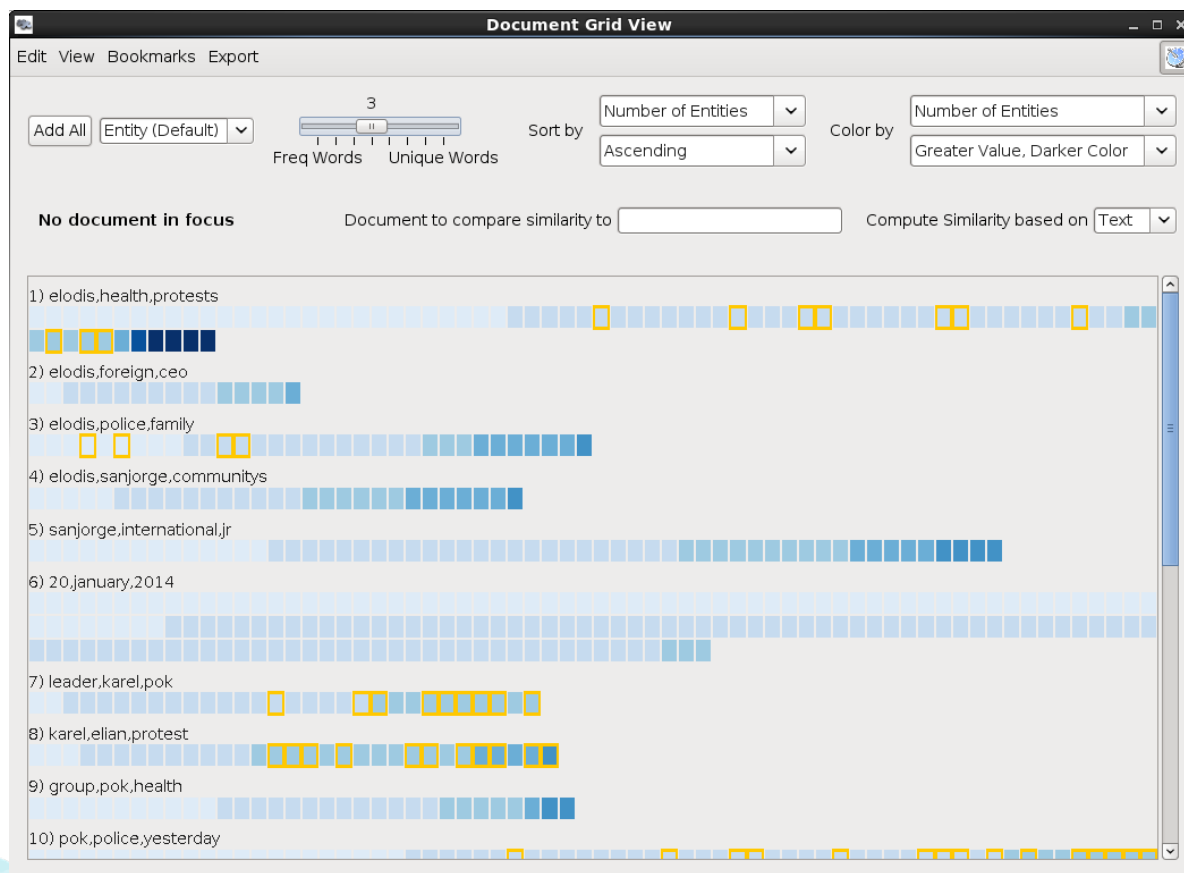 Document Grid View
Edit View Bookmarks Export
3
Add All Entity (Default)
Freq Words Unique Words
Sort by Number of Entities
Ascending
Color by Number of Entities
Greater Value, Darker Color
No document in focus
Document to compare similarity to
Compute Similarity based on Text
1) elodis,health,protests
2) elodis,foreign,ceo
3) elodis,police,family
4) elodis,sanjorge,communitys
5) sanjorge,international,jr
6) 20,january,2014
7) leader,karel,pok
8) karel,elian,protest
9) group,pok,health
10) pok,police,yesterday